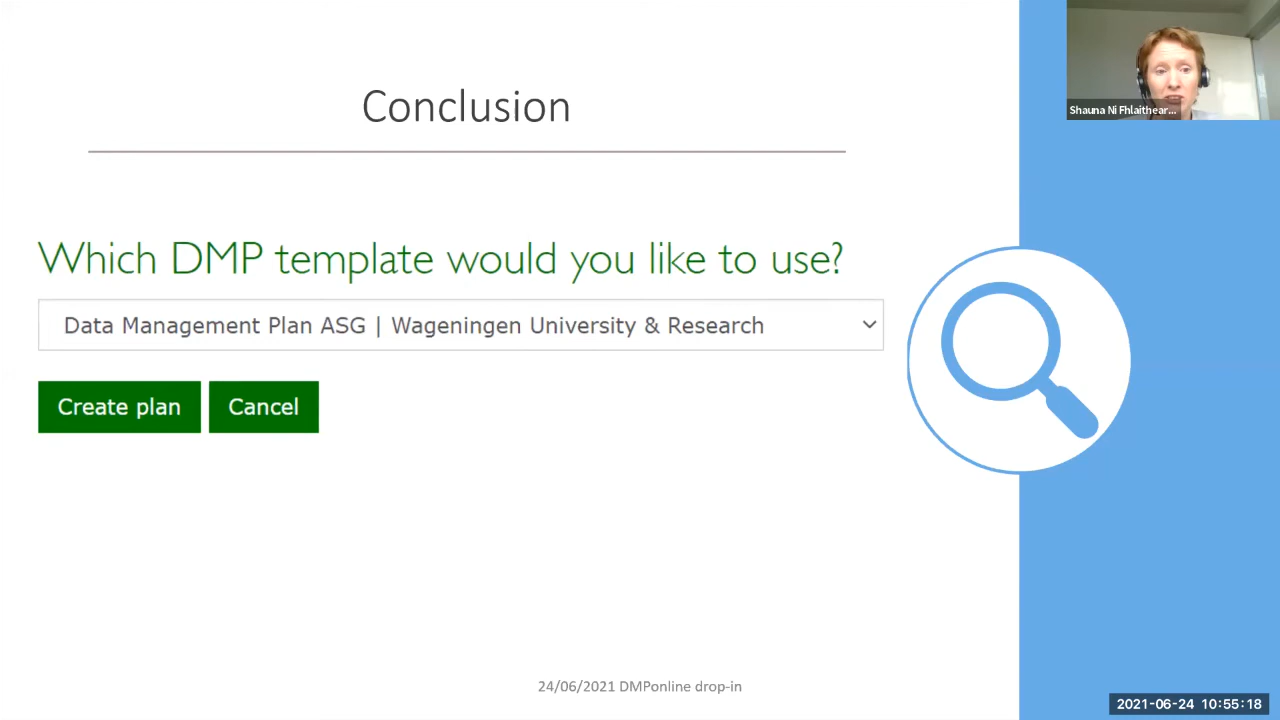 Conclusion
Shauna Ni Fhlaithear...
Which DMP template would you like to use?
Data Management Plan ASG | Wageningen University & Research
Create plan Cancel
24/06/2021 DMPonline drop-in
2021-06-24 10:55:18